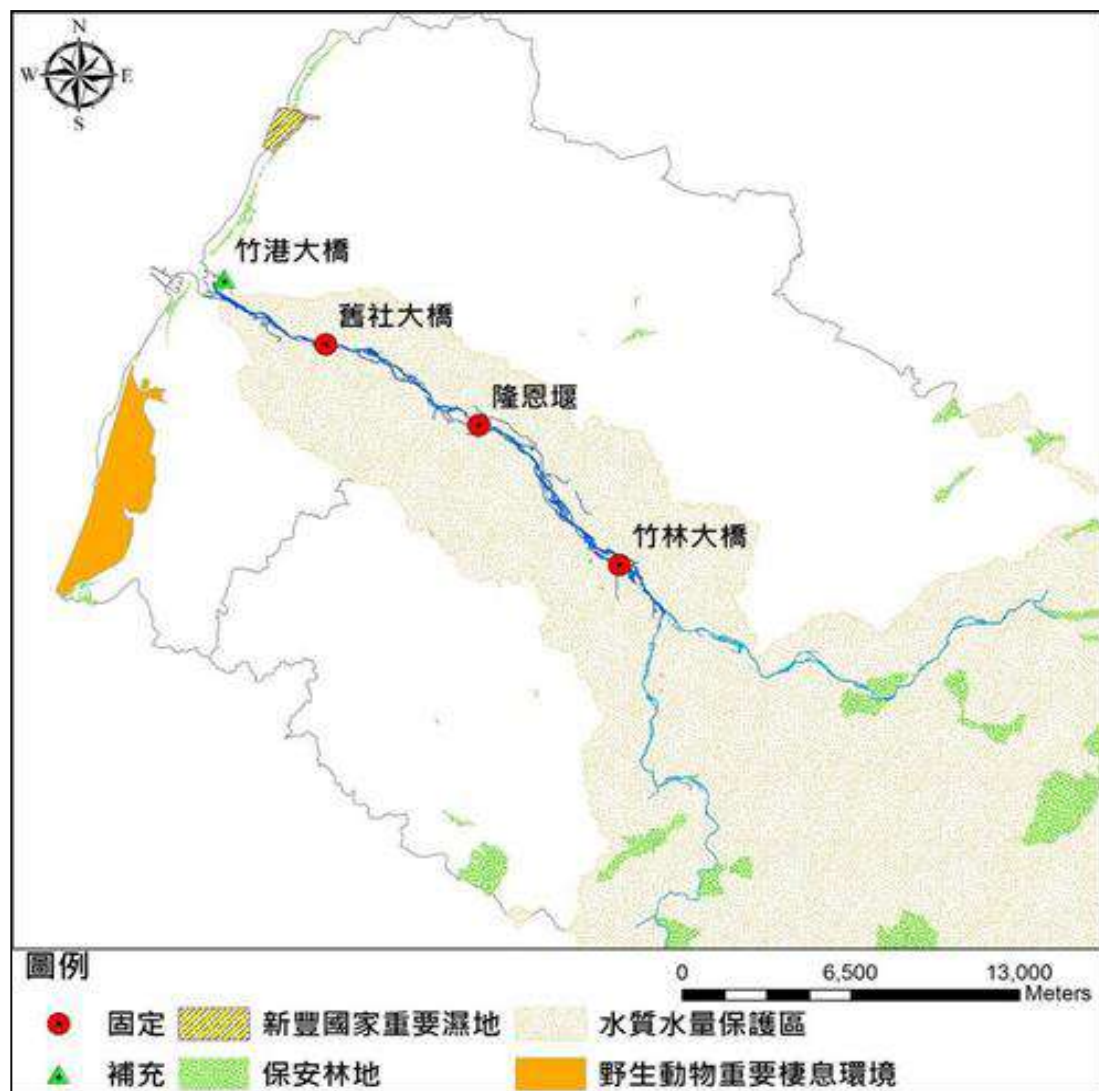 N
W E
S
竹港大橋
舊社大橋
隆恩堰
竹林大橋
圖例
0 6,500 13,000
Meters
固定 新豐國家重要濕地 水質水量保護區
補充 保安林地 野生動物重要棲息環境